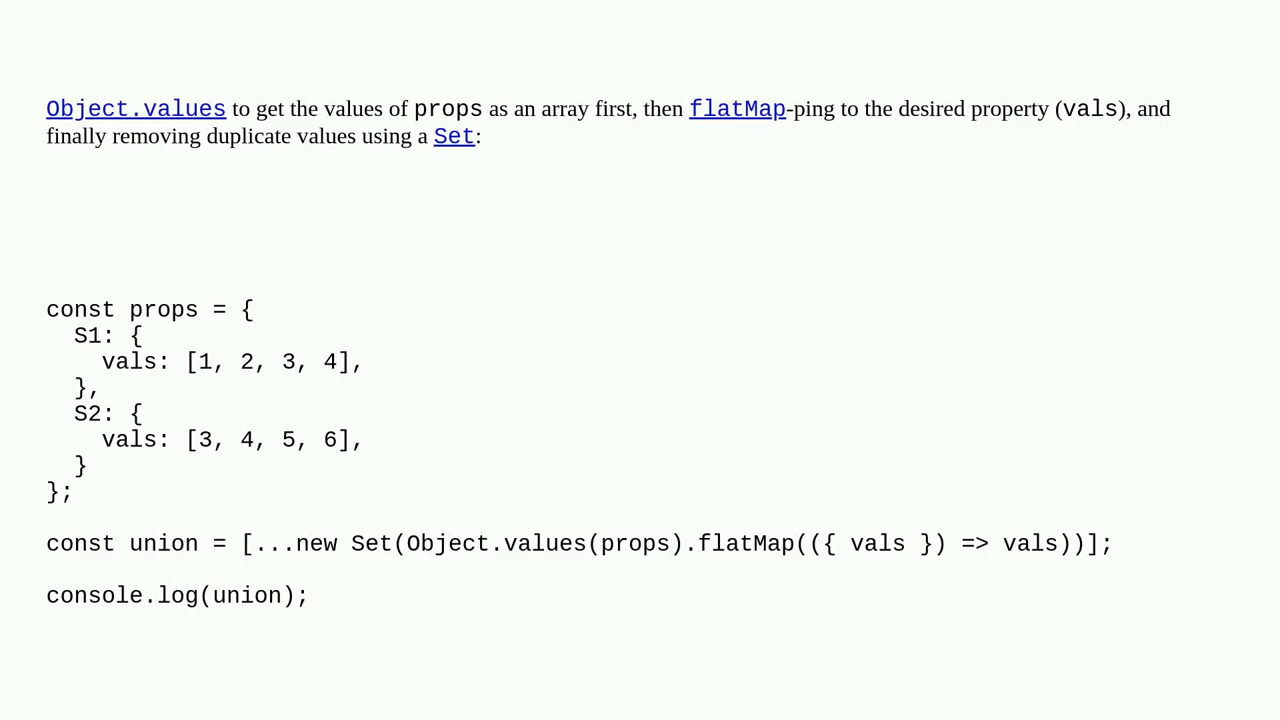 Object.values to get the values of props as an array first, then flatMap-ping to the desired property (vals), and
finally removing duplicate values using a Set:
const props = {
  S1: {
    vals: [1, 2, 3, 4],
  },
  S2: {
    vals: [3, 4, 5, 6],
  }
};
const union = [...new Set(Object.values(props).flatMap(({ vals }) => vals))];
console.log(union);